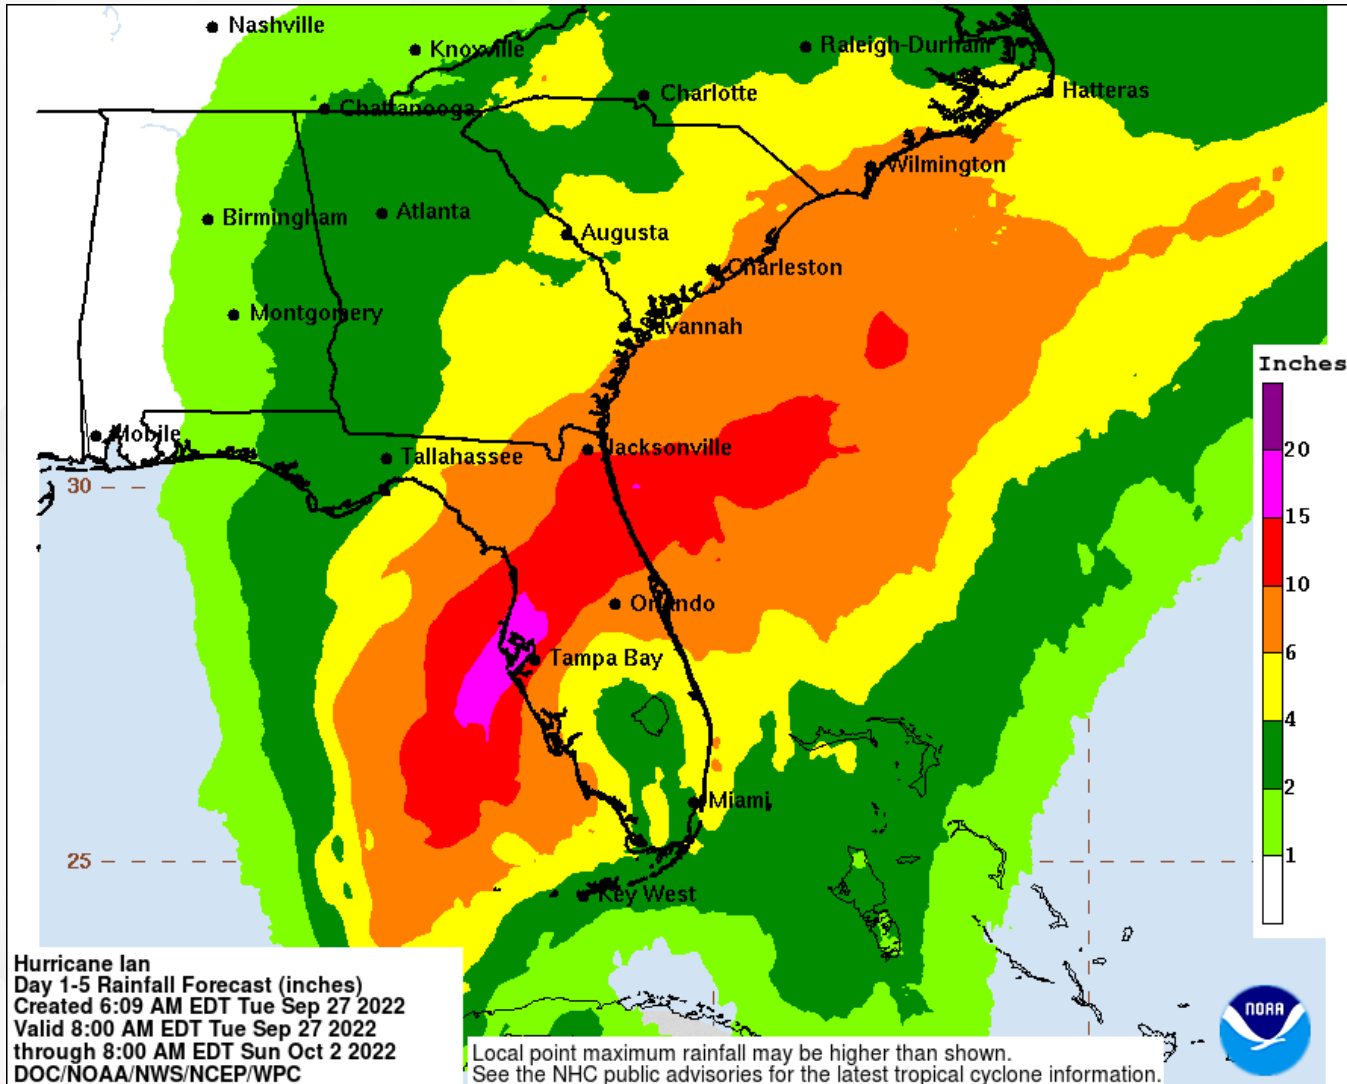 Nashville
Knoxville
Raleigh-Durham
Chattanooga
Charlotte
Hatteras
Wilmington
Birmingham
Atlanta
Augusta
Charleston
Montgomery
Savannah
Inches
Mobile
Tallahassee
Jacksonville
20
30
15
10
Orlando
6
Tampa Bay
4
2
Miami
1
25
Key West
Hurricane Ian
Day 1-5 Rainfall Forecast (inches)
Created 6:09 AM EDT Tue Sep 27 2022
Valid 8:00 AM EDT Tue Sep 27 2022
through 8:00 AM EDT Sun Oct 2 2022
DOC/NOAA/NWS/NCEP/WPC
Local point maximum rainfall may be higher than shown.
See the NHC public advisories for the latest tropical cyclone information.
NOAA